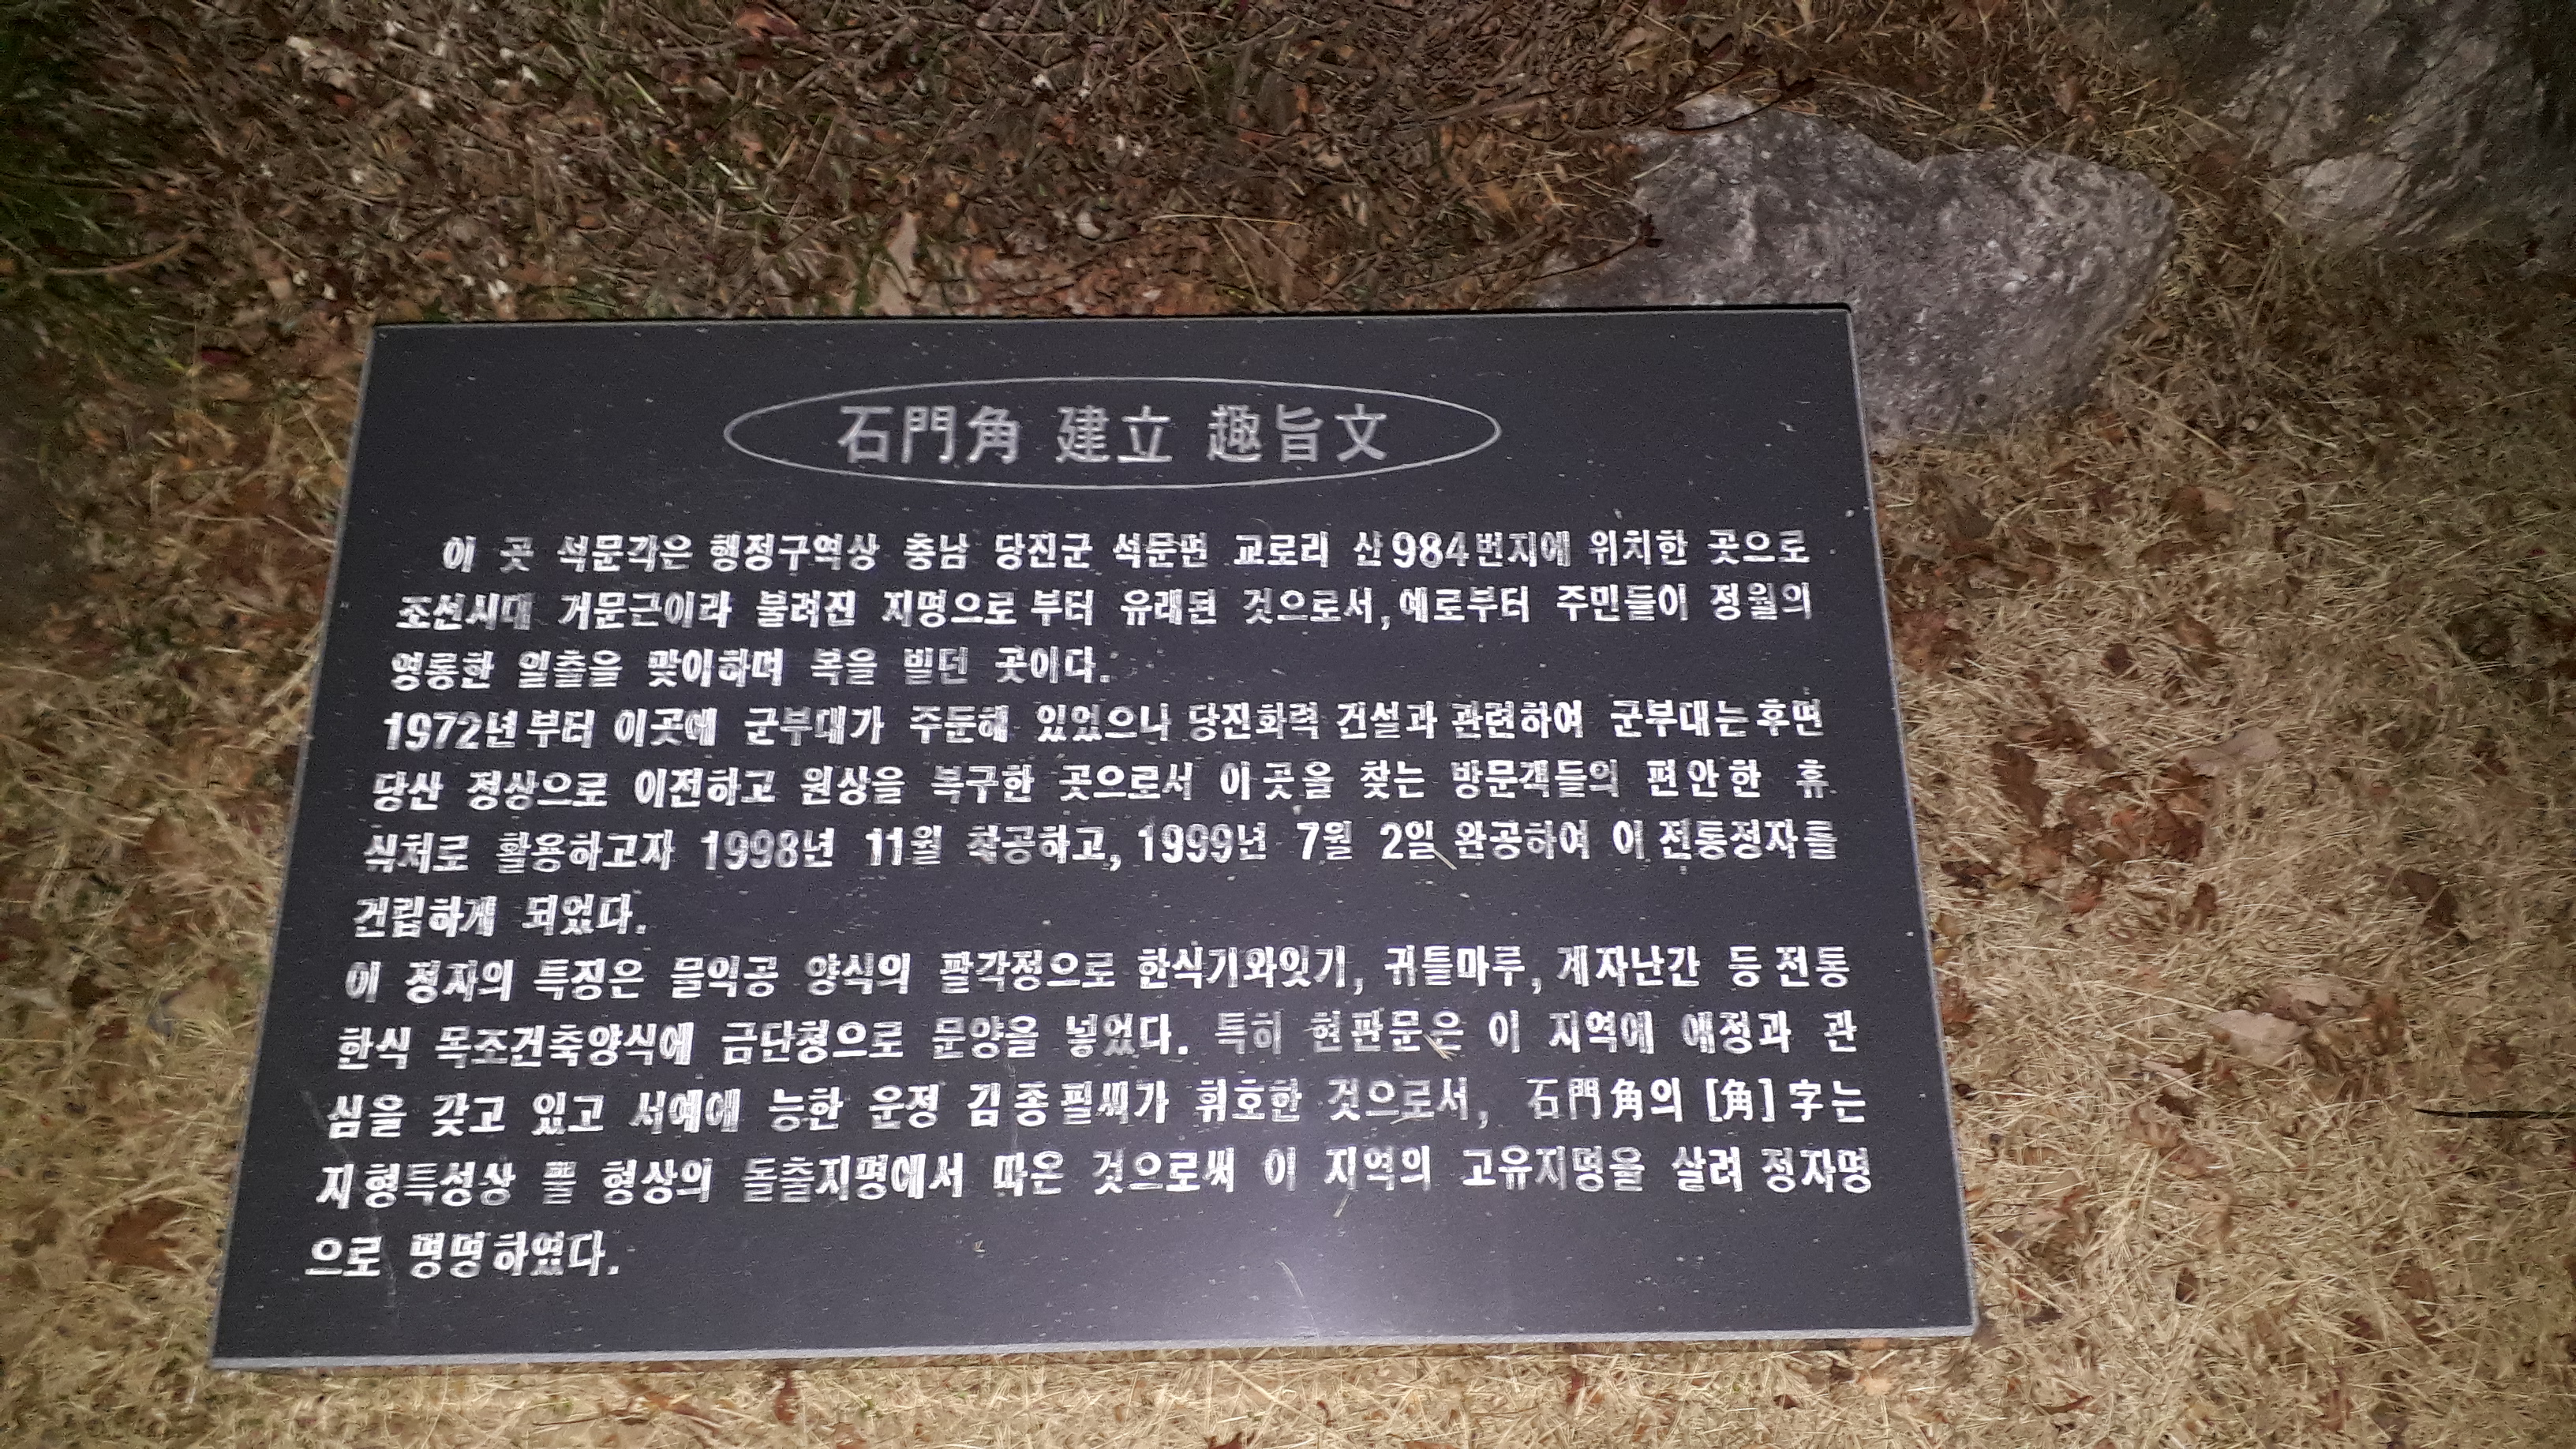 石門角 建立 趣旨文
이 곳 석문각은 행정구역상 충남 당진군 석문면 교로리 산984번지에 위치한 곳으로
조선시대 거문근이라 불려진 지명으로 부터 유래된 것으로서, 예로부터 주민들이 정월의
영롱한 일출을 맞이하며 복을 빌던 곳이다.
1972년 부터 이곳에 군부대가 주둔해 있었으나 당진화력 건설과 관련하여 군부대는 후면
당산 정상으로 이전하고 원상을 복구한 곳으로서 이 곳을 찾는 방문객들의 편안한 휴
식처로 활용하고자 1998년 11월 착공하고, 1999년 7월 2일 완공하여 이 전통정자를
건립하게 되었다.
이 정자의 특징은 물익공 양식의 팔각정으로 한식기와잇기, 귀틀마루, 계자난간 등 전통
한식 목조건축양식에 금단청으로 문양을 넣었다. 특히 현판문은 이 지역에 애정과 관
심을 갖고 있고 서예에 능한 운정 김종필씨가 휘호한 것으로서, 石門角의 [角] 字는
지형특성상 뿔 형상의 돌출지명에서 따온 것으로써 이 지역의 고유지명을 살려 정자명
으로 명명하였다.